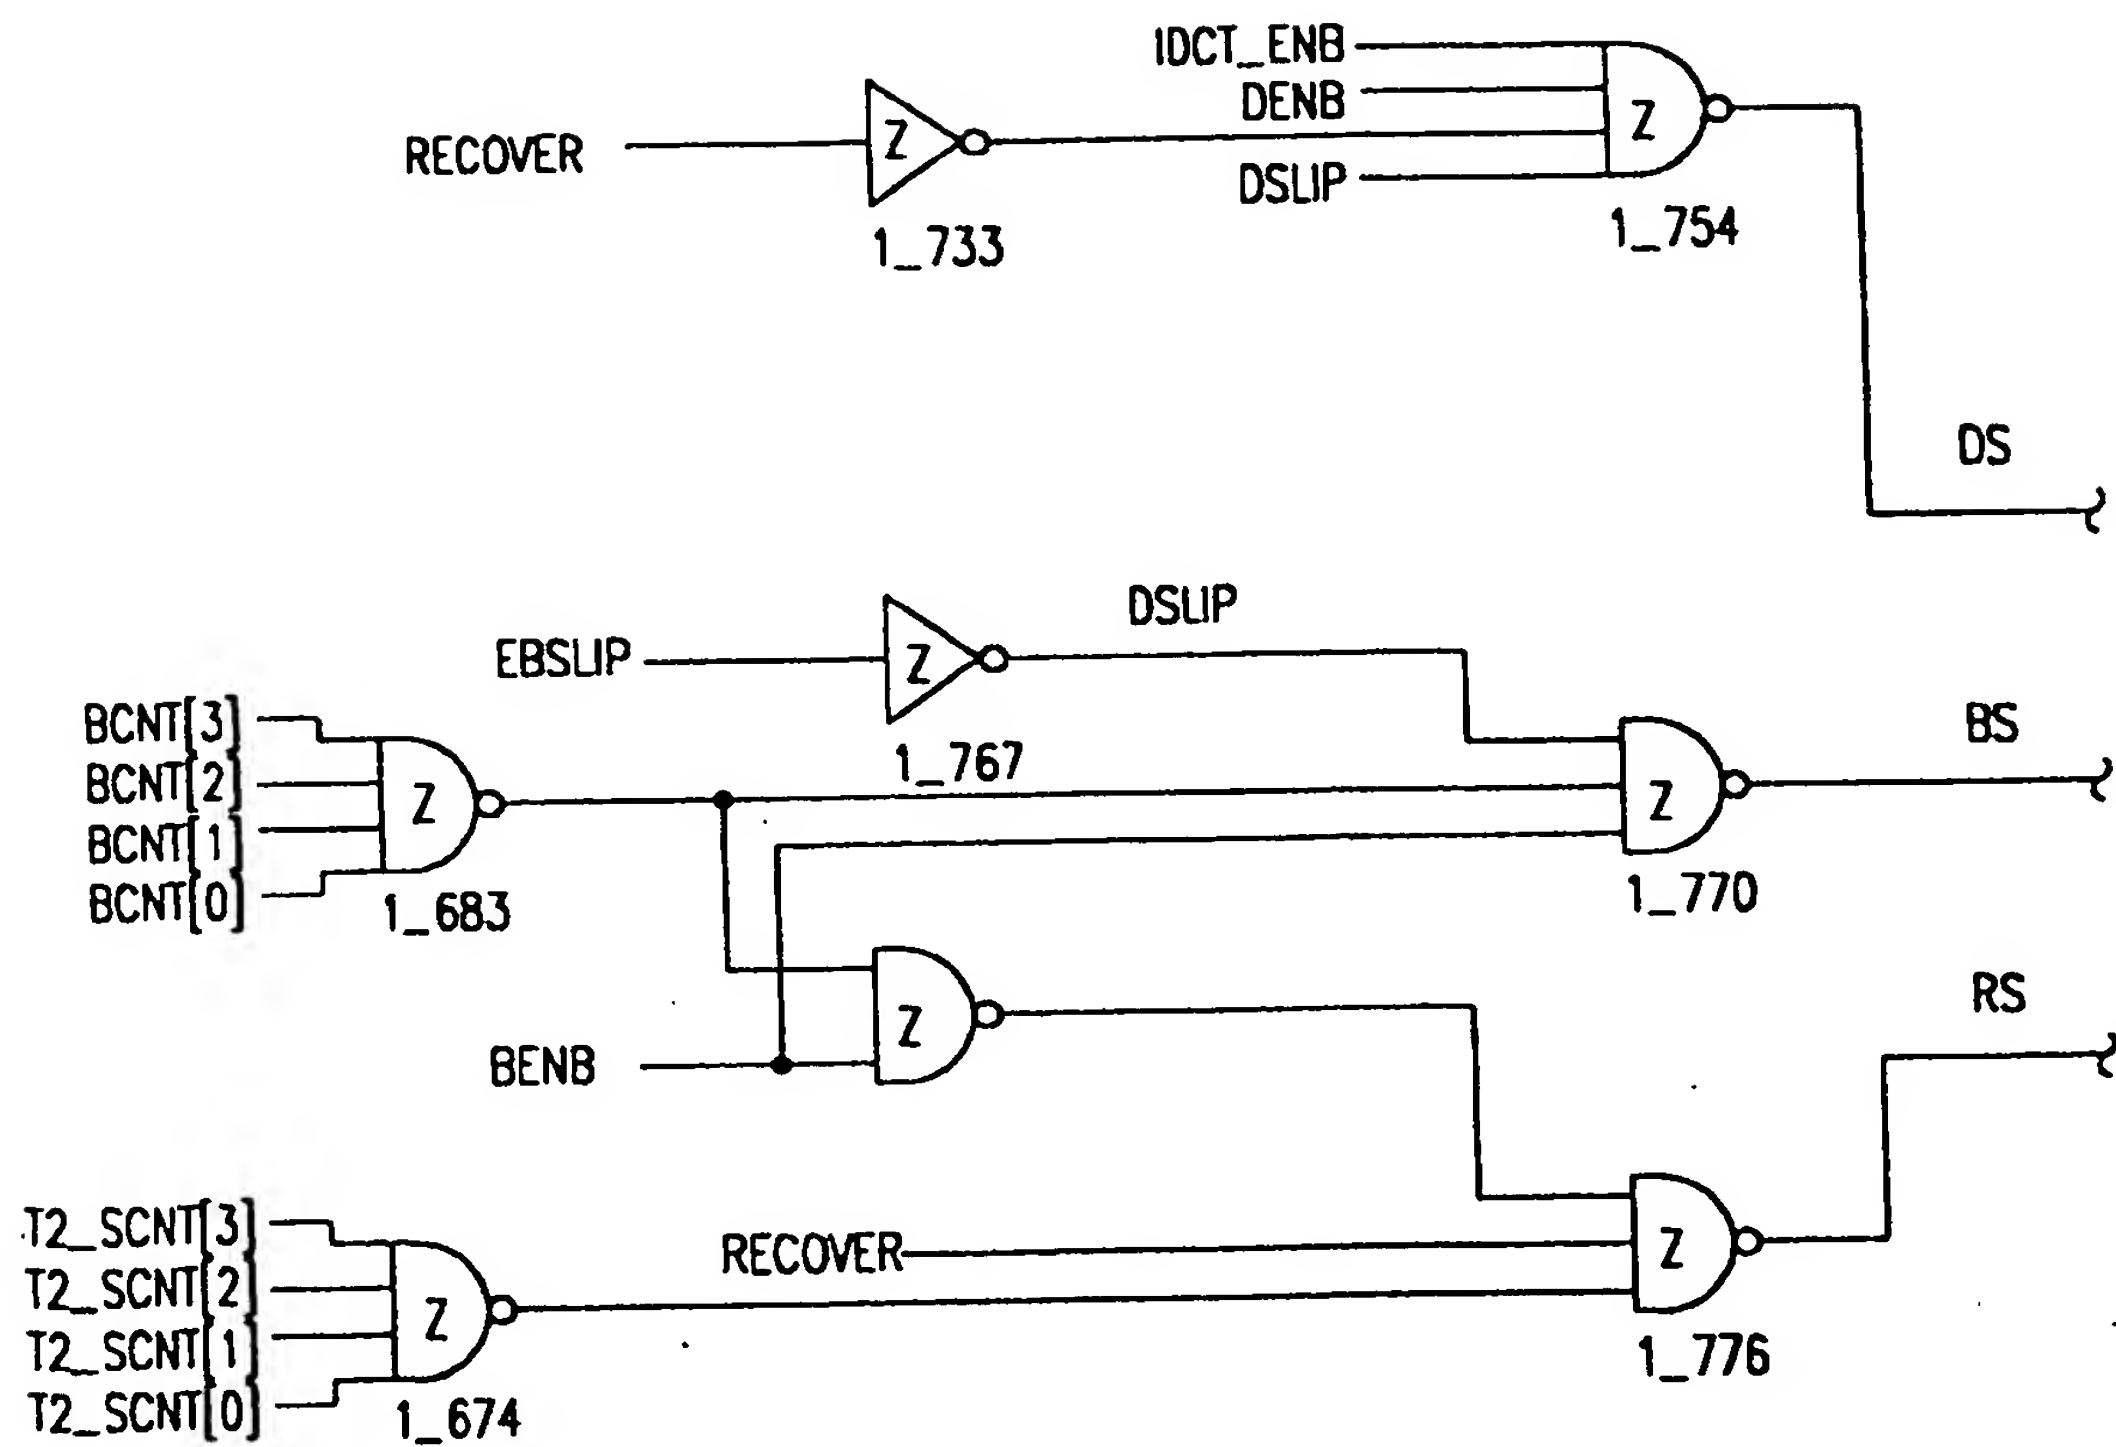 IDCT_ENB
DENB
Z
RECOVER
Z
DSLIP
1_754
1_733
DS
DSLIP
EBSLIP
Z
BS
BCNT[3]
1_767
BCNT[2]
Z
Z
BCNT[1]
BCNT[0]
1_683
1_770
RS
Z
BENB
T2_SCNT[3]
RECOVER
Z
T2_SCNT[2]
Z
T2_SCNT[1]
1_776
T2_SCNT[0]
1_674